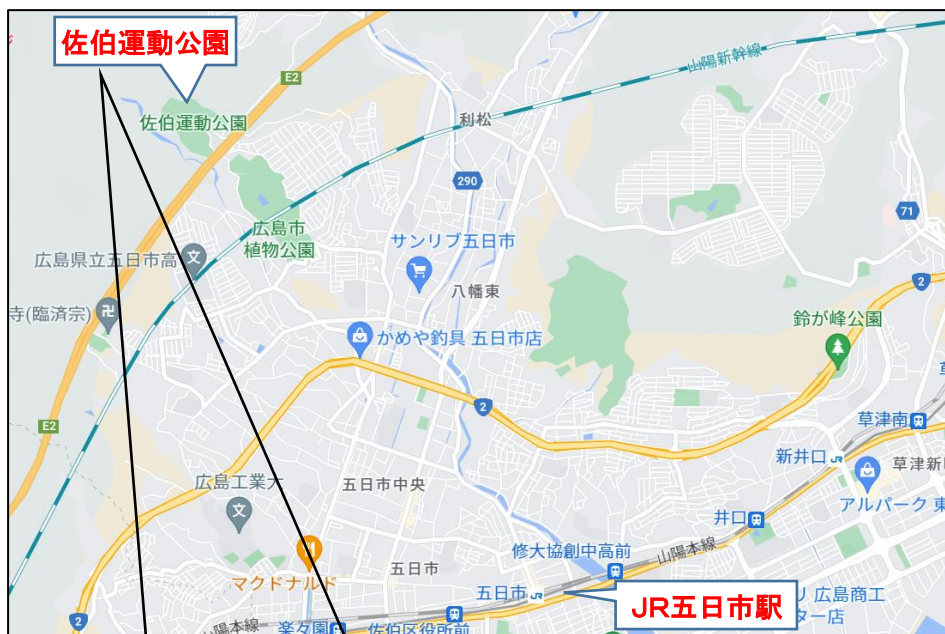 佐伯運動公園
山陽新幹線
E2
佐伯運動公園
利松
290
71
広島市
植物公園
サンリブ五日市
広島県立五日市高
文
八幡東
2
寺(臨済宗)
卍
かめや釣具 五日市店
鈴が峰公園
2
E2
草津南
新井口
JR
草津新
広島工業大
文
五日市中央
アルパーク 東
井口
修大協創中高前
山陽本線
五日市
マクドナルド
五日市
JR
JR五日市駅
リ 広島商工
ター店
2
山陽本線
楽々園
佐伯区役所前